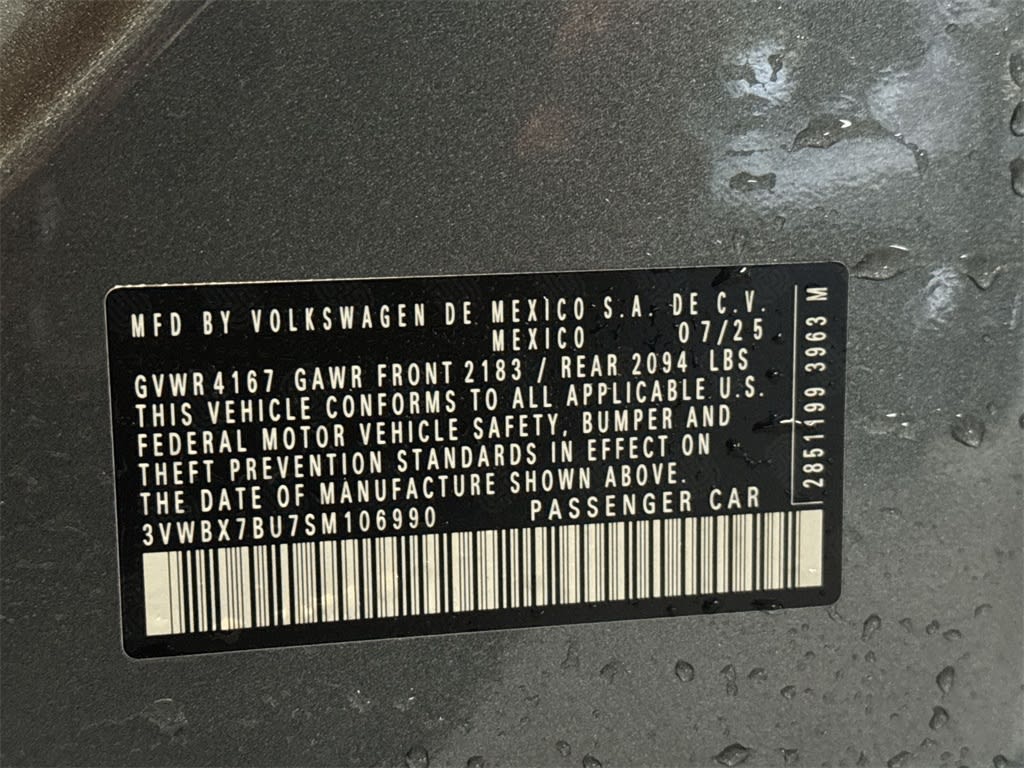 MFD BY VOLKSWAGEN DE MEXICO S.A. DE C.V.
MEXICO 07/25
GVWR 4167 GAWR FRONT 2183 / REAR 2094 LBS
THIS VEHICLE CONFORMS TO ALL APPLICABLE U.S.
FEDERAL MOTOR VEHICLE SAFETY, BUMPER AND
THEFT PREVENTION STANDARDS IN EFFECT ON
THE DATE OF MANUFACTURE SHOWN ABOVE.
3VWBX7BU7SM106990 PASSENGER CAR
2851199 3963 M